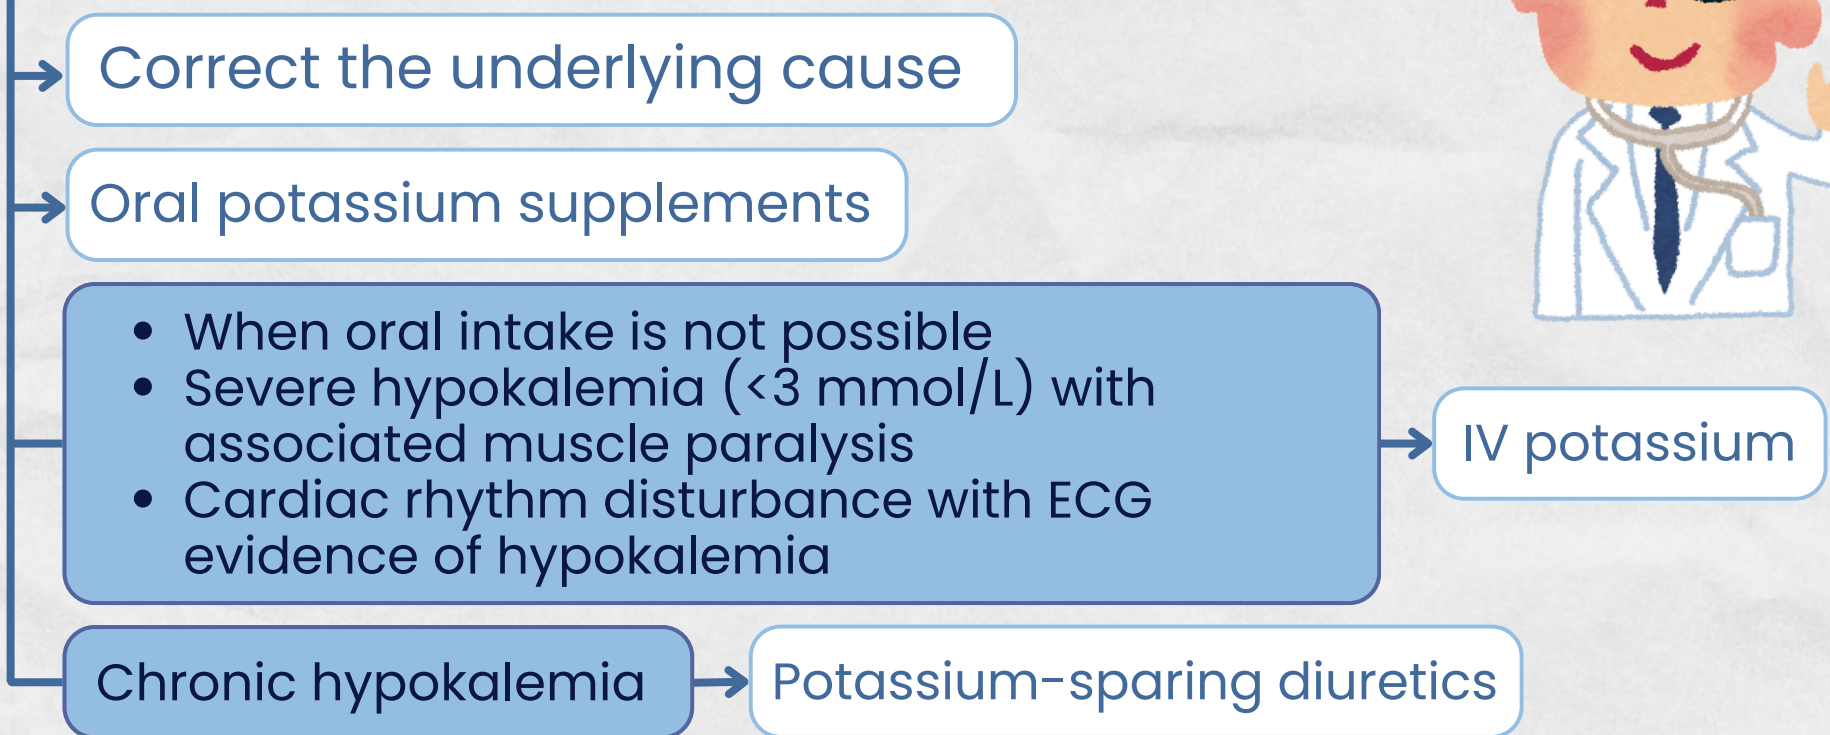 Correct the underlying cause
Oral potassium supplements
• When oral intake is not possible
• Severe hypokalemia (<3 mmol/L) with
associated muscle paralysis
• Cardiac rhythm disturbance with ECG
evidence of hypokalemia
IV potassium
Chronic hypokalemia
Potassium-sparing diuretics